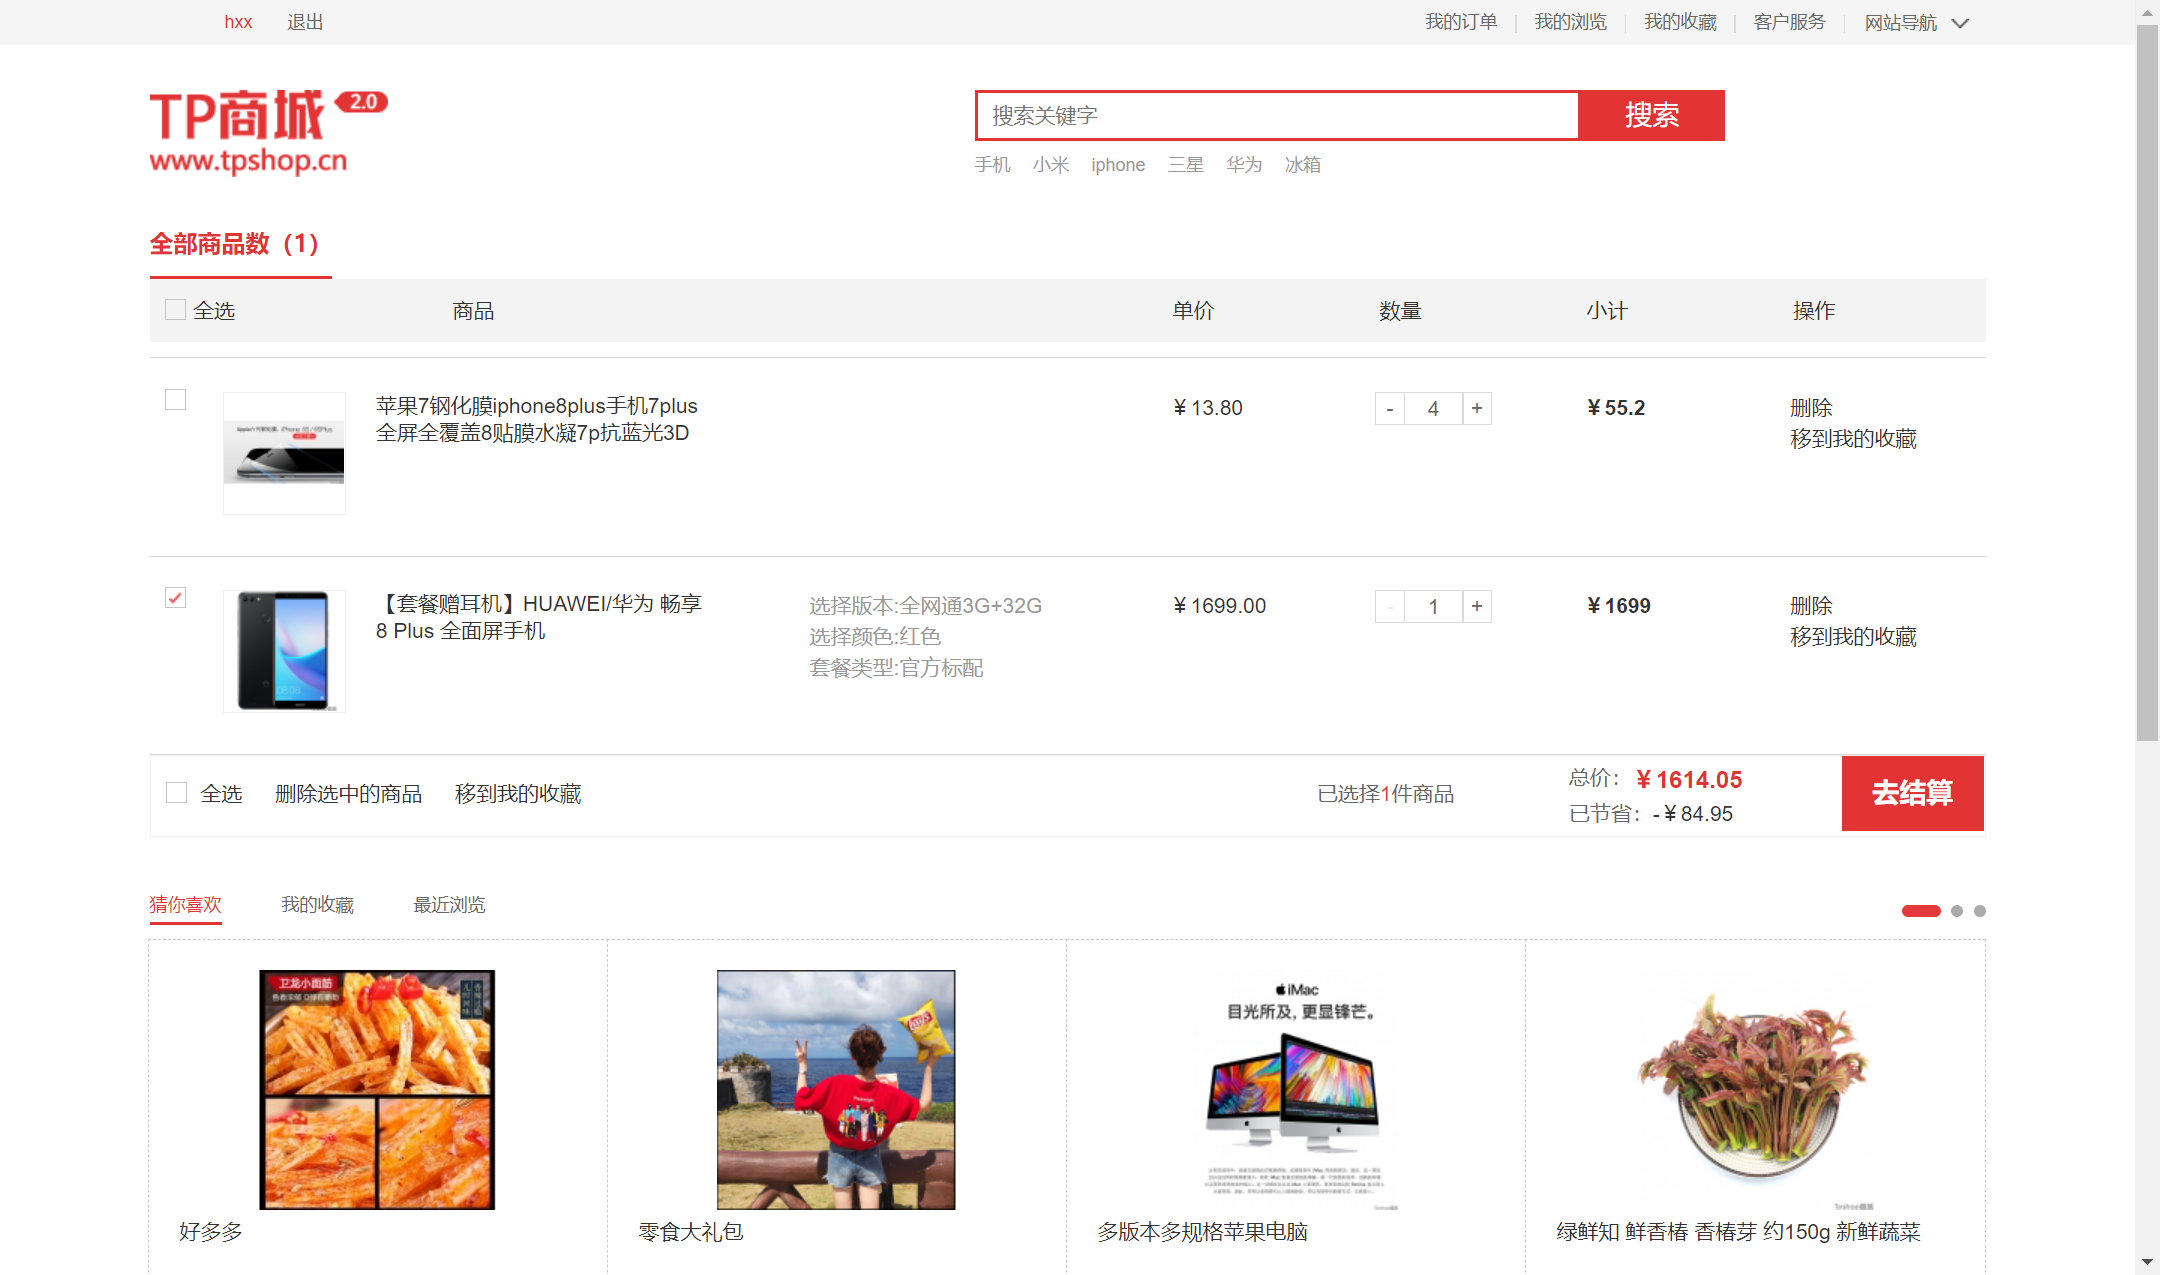 hxx 退出 我的订单 我的浏览 我的收藏 客户服务 网站导航
TP商城 2.0
www.tpshop.cn
搜索关键字 搜索
手机 小米 iphone 三星 华为 冰箱
全部商品数（1）
全选 商品 单价 数量 小计 操作
苹果7钢化膜iphone8plus手机7plus ¥ 13.80 - 4 + ¥ 55.2 删除
全屏全覆盖8贴膜水凝7p抗蓝光3D 移到我的收藏
【套餐赠耳机】HUAWEI/华为 畅享 选择版本:全网通3G+32G ¥ 1699.00 - 1 + ¥ 1699 删除
8 Plus 全面屏手机 选择颜色:红色 移到我的收藏
套餐类型:官方标配
全选 删除选中的商品 移到我的收藏 已选择1件商品 总价： ¥ 1614.05 去结算
已节省：- ¥ 84.95
猜你喜欢 我的收藏 最近浏览
卫龙小面筋
Lay's
iMac
目光所及，更显锋芒。
好多多 零食大礼包 多版本多规格苹果电脑 绿鲜知 鲜香椿 香椿芽 约150g 新鲜蔬菜